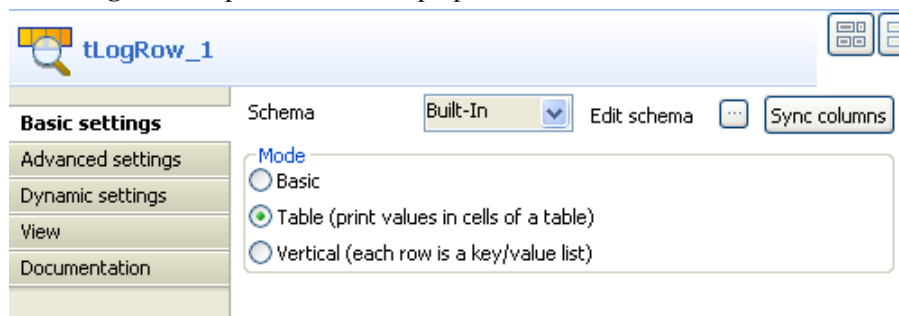 tLogRow_1
Basic settings
Advanced settings
Dynamic settings
View
Documentation
Schema Built-In Edit schema ... Sync columns
Mode
Basic
Table (print values in cells of a table)
Vertical (each row is a key/value list)